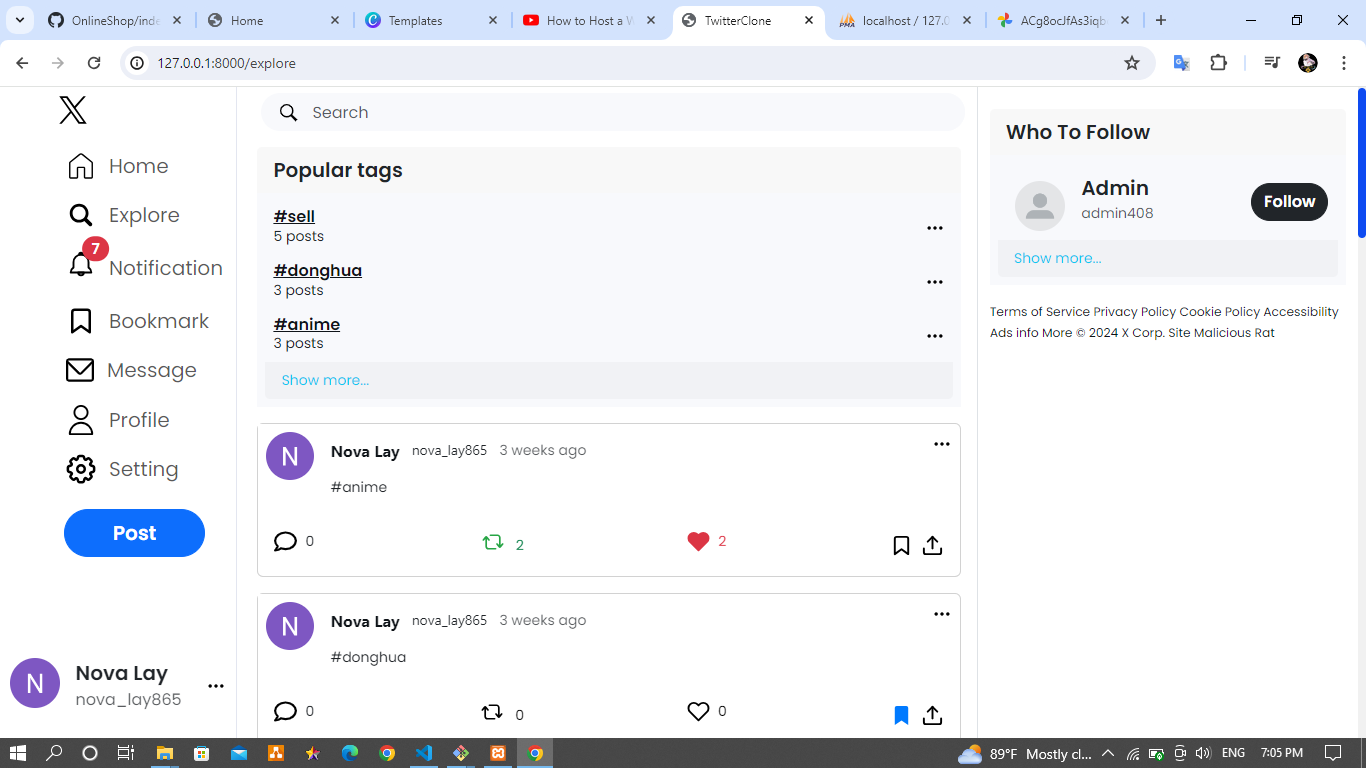 OnlineShop/inde
Home
Templates
How to Host a W
TwitterClone
PMA
localhost / 127.0
ACg8ocJfAs3iqb
127.0.0.1:8000/explore
X
Home
Explore
7
Notification
Bookmark
Message
Profile
Setting
Post
N
Nova Lay
nova_lay865
Search
Popular tags
#sell
5 posts
#donghua
3 posts
#anime
3 posts
Show more...
N
Nova Lay nova_lay865 3 weeks ago
#anime
0 2 2
N
Nova Lay nova_lay865 3 weeks ago
#donghua
0 0 0
Who To Follow
Admin
admin408
Follow
Show more...
Terms of Service Privacy Policy Cookie Policy Accessibility
Ads info More © 2024 X Corp. Site Malicious Rat
89°F Mostly cl... ENG 7:05 PM